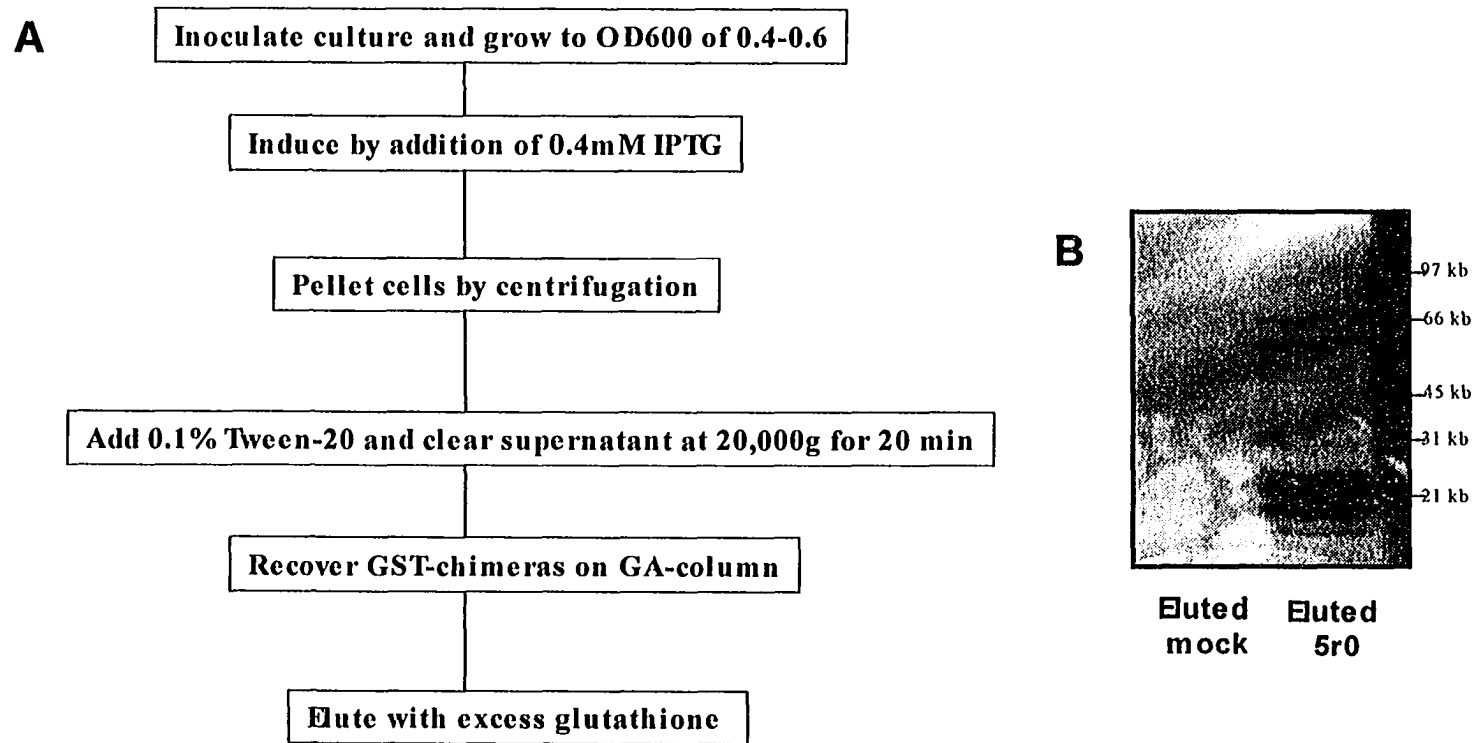 A
Inoculate culture and grow to OD600 of 0.4-0.6
Induce by addition of 0.4mM IPTG
Pellet cells by centrifugation
Add 0.1% Tween-20 and clear supernatant at 20,000g for 20 min
Recover GST-chimeras on GA-column
Elute with excess glutathione
B
97 kb
66 kb
45 kb
31 kb
21 kb
Eluted mock
Eluted 5r0